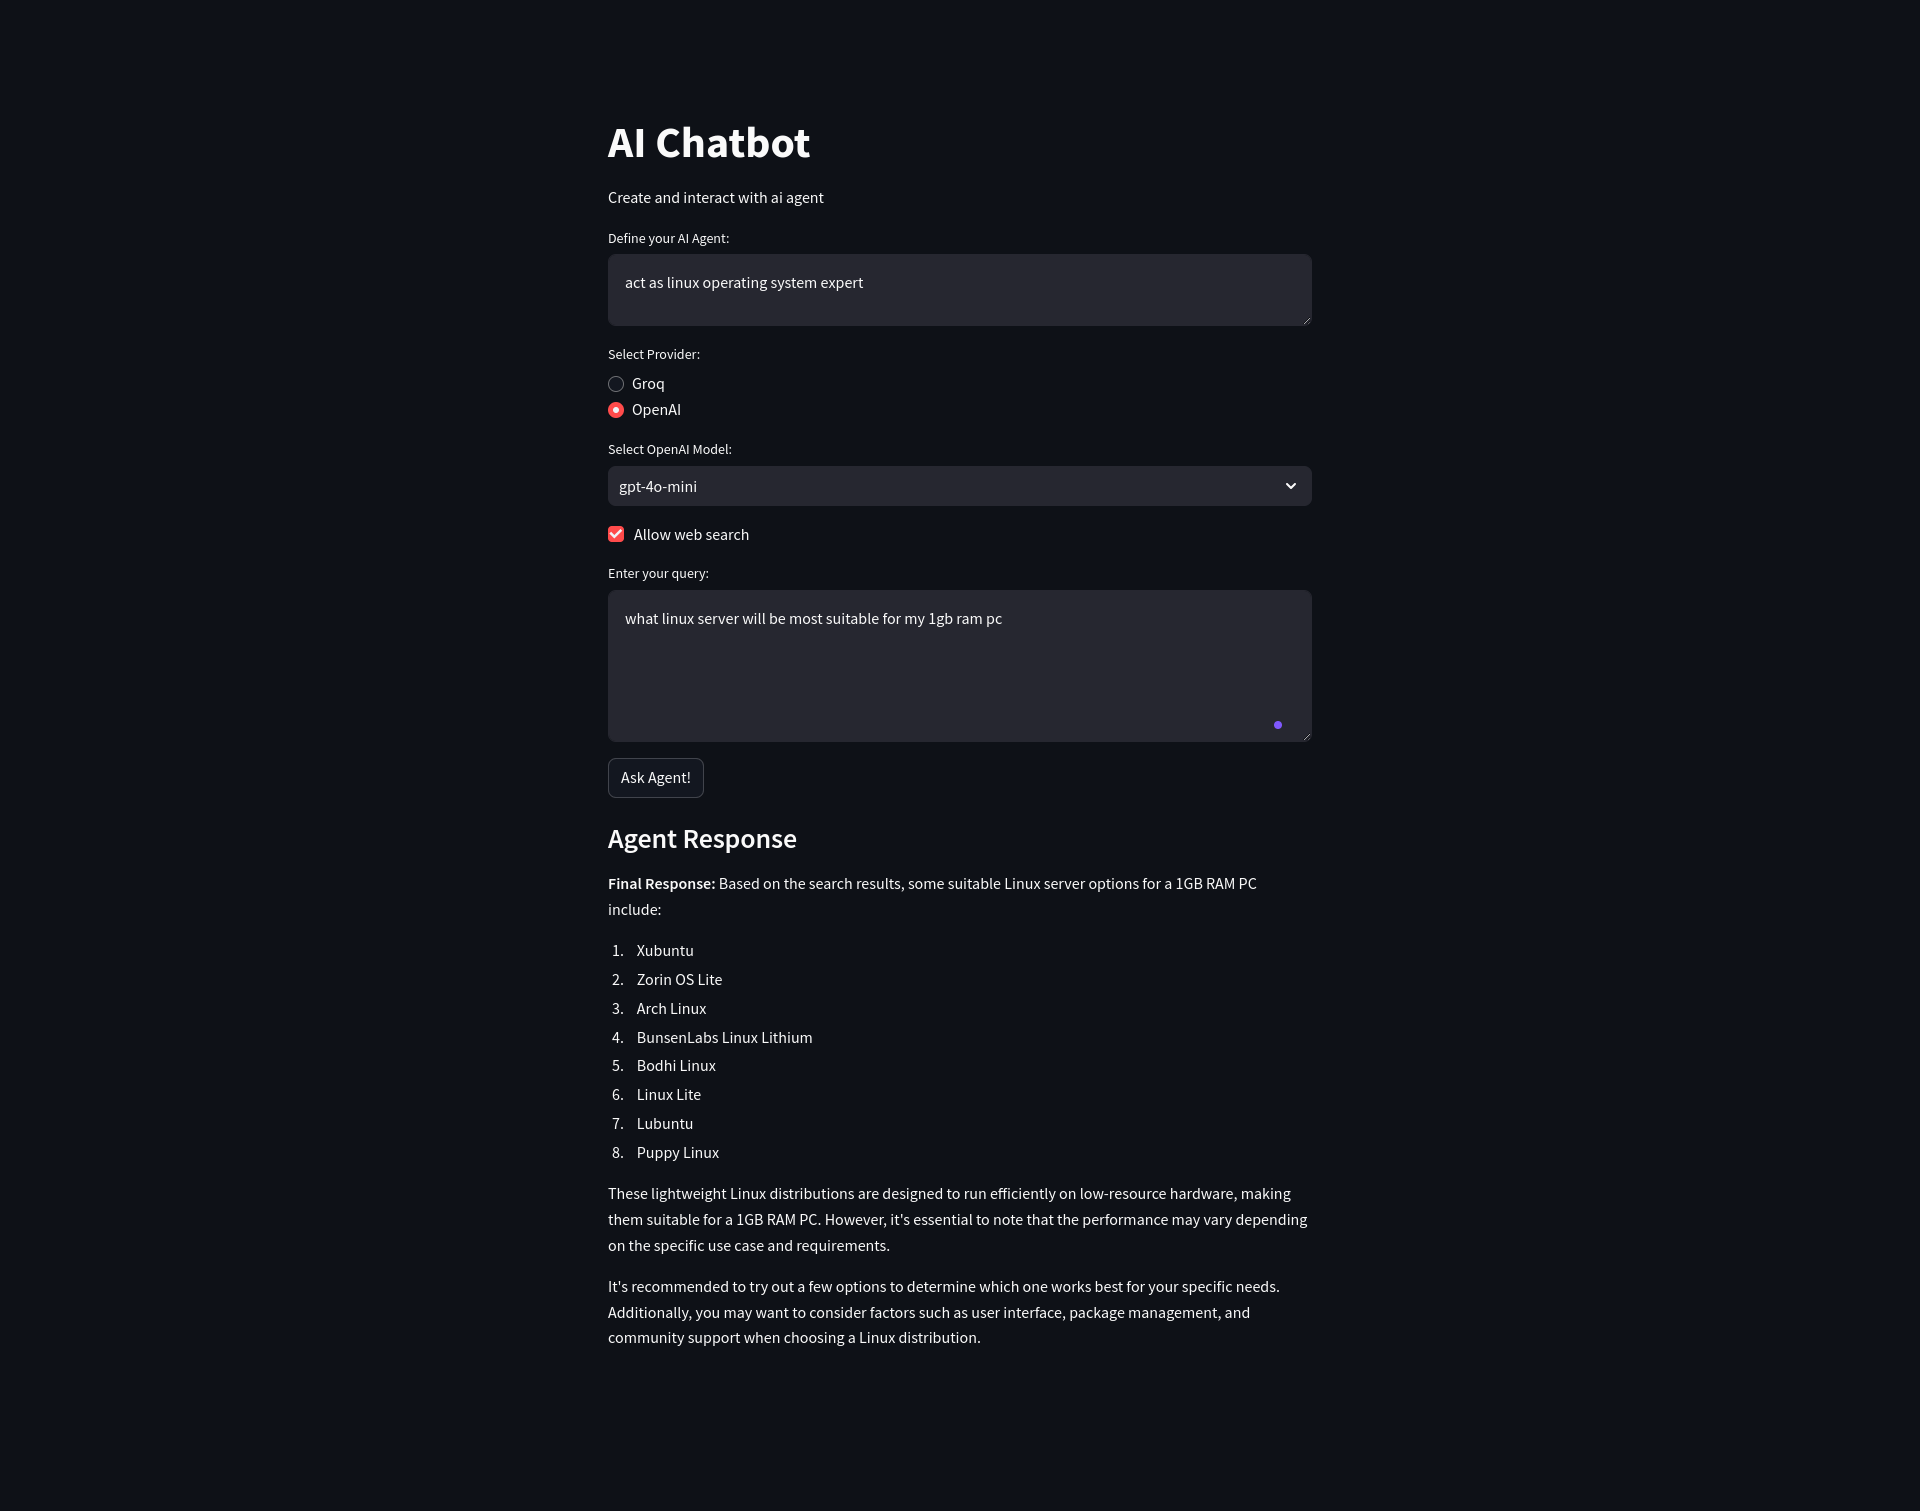 AI Chatbot
Create and interact with ai agent
Define your AI Agent:
act as linux operating system expert
Select Provider:
Groq
OpenAI
Select OpenAI Model:
gpt-4o-mini
Allow web search
Enter your query:
what linux server will be most suitable for my 1gb ram pc
Ask Agent!
Agent Response
Final Response: Based on the search results, some suitable Linux server options for a 1GB RAM PC
include:
1. Xubuntu
2. Zorin OS Lite
3. Arch Linux
4. BunsenLabs Linux Lithium
5. Bodhi Linux
6. Linux Lite
7. Lubuntu
8. Puppy Linux
These lightweight Linux distributions are designed to run efficiently on low-resource hardware, making
them suitable for a 1GB RAM PC. However, it's essential to note that the performance may vary depending
on the specific use case and requirements.
It's recommended to try out a few options to determine which one works best for your specific needs.
Additionally, you may want to consider factors such as user interface, package management, and
community support when choosing a Linux distribution.